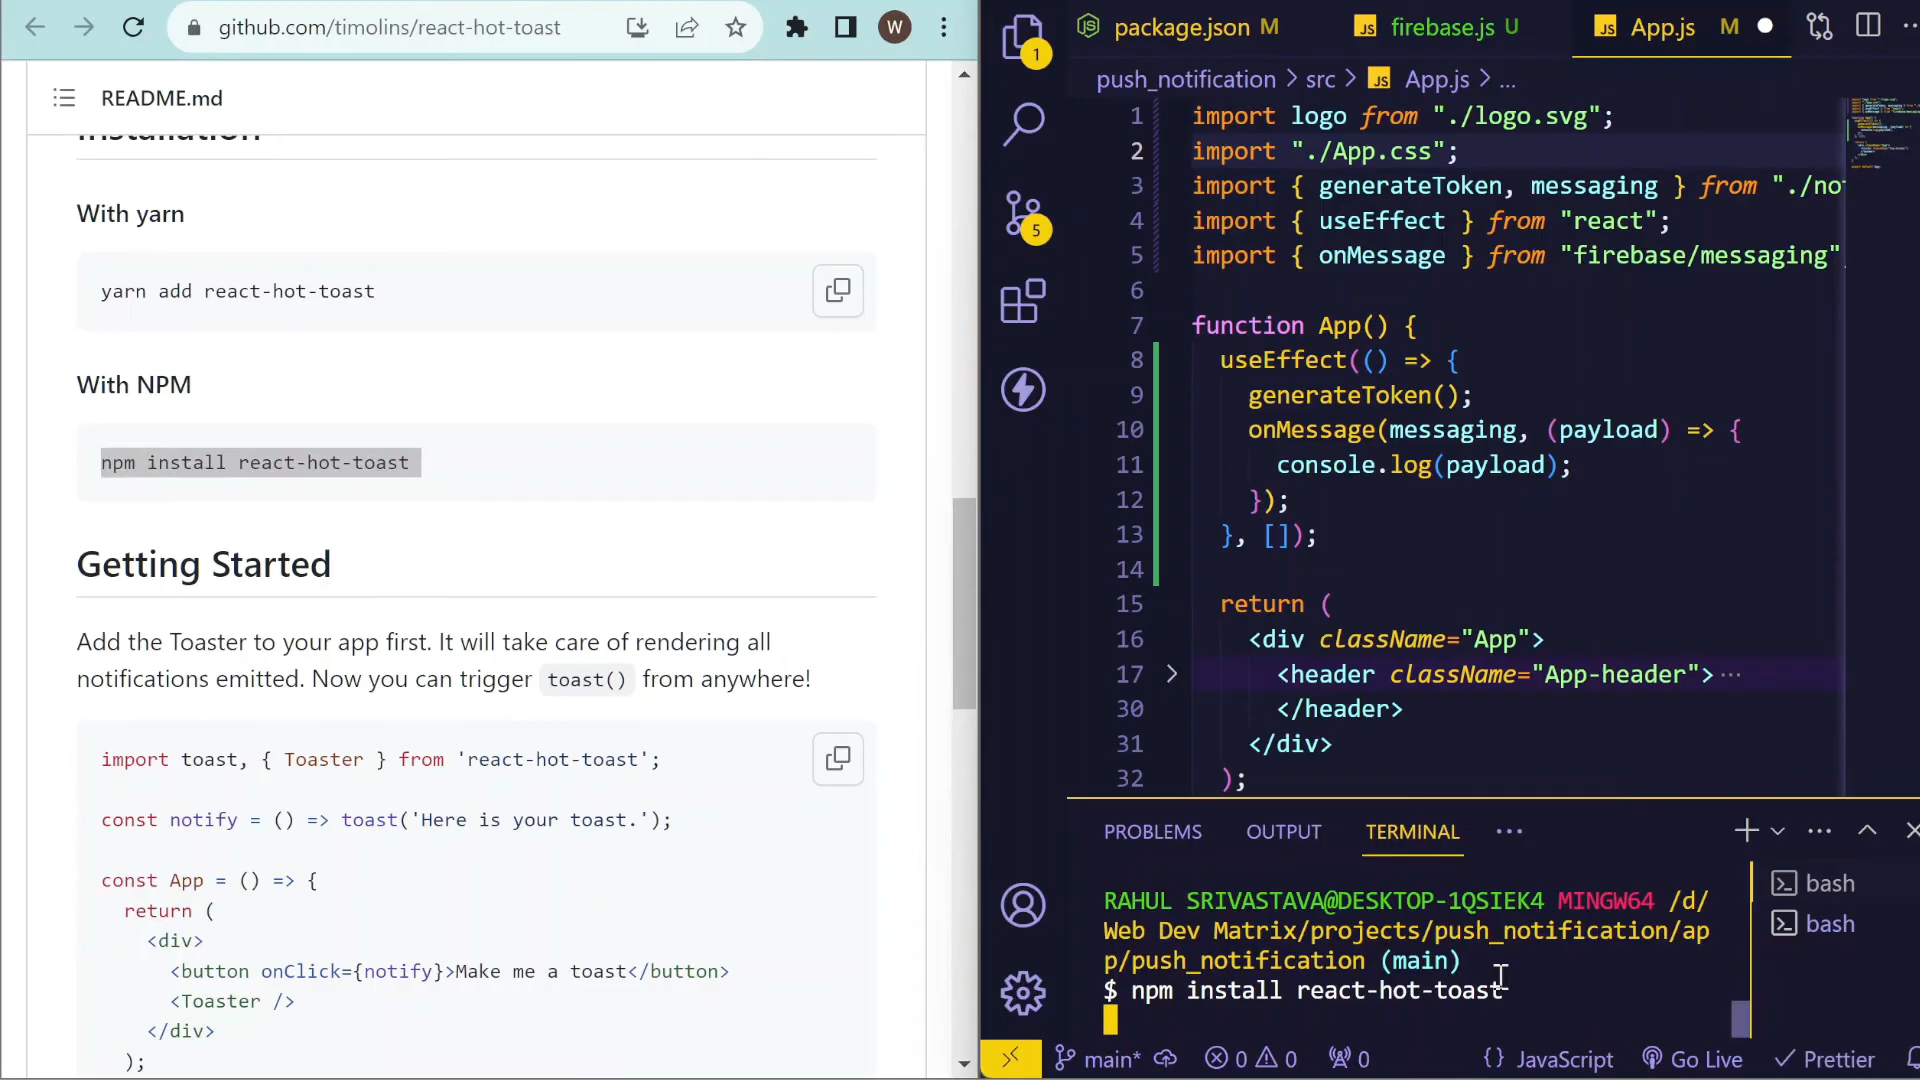 github.com/timolins/react-hot-toast
W
README.md
Installation
With yarn
yarn add react-hot-toast
With NPM
npm install react-hot-toast
Getting Started
Add the Toaster to your app first. It will take care of rendering all
notifications emitted. Now you can trigger toast() from anywhere!
import toast, { Toaster } from 'react-hot-toast';
const notify = () => toast('Here is your toast.');
const App = () => {
return (
<div>
<button onClick={notify}>Make me a toast</button>
<Toaster />
</div>
);
1
5
package.json M
JS firebase.js U
JS App.js M
push_notification > src > JS App.js > ...
1 import logo from "./logo.svg";
2 import "./App.css";
3 import { generateToken, messaging } from "./no
4 import { useEffect } from "react";
5 import { onMessage } from "firebase/messaging"
6
7 function App() {
8 useEffect(() => {
9 generateToken();
10 onMessage(messaging, (payload) => {
11 console.log(payload);
12 });
13 }, []);
14
15 return (
16 <div className="App">
17 <header className="App-header">...
30 </header>
31 </div>
32 );
PROBLEMS OUTPUT TERMINAL ...
RAHUL SRIVASTAVA@DESKTOP-1QSIEK4 MINGW64 /d/
Web Dev Matrix/projects/push_notification/ap
p/push_notification (main)
$ npm install react-hot-toast
bash
bash
main* 0 0 0 {} JavaScript Go Live Prettier